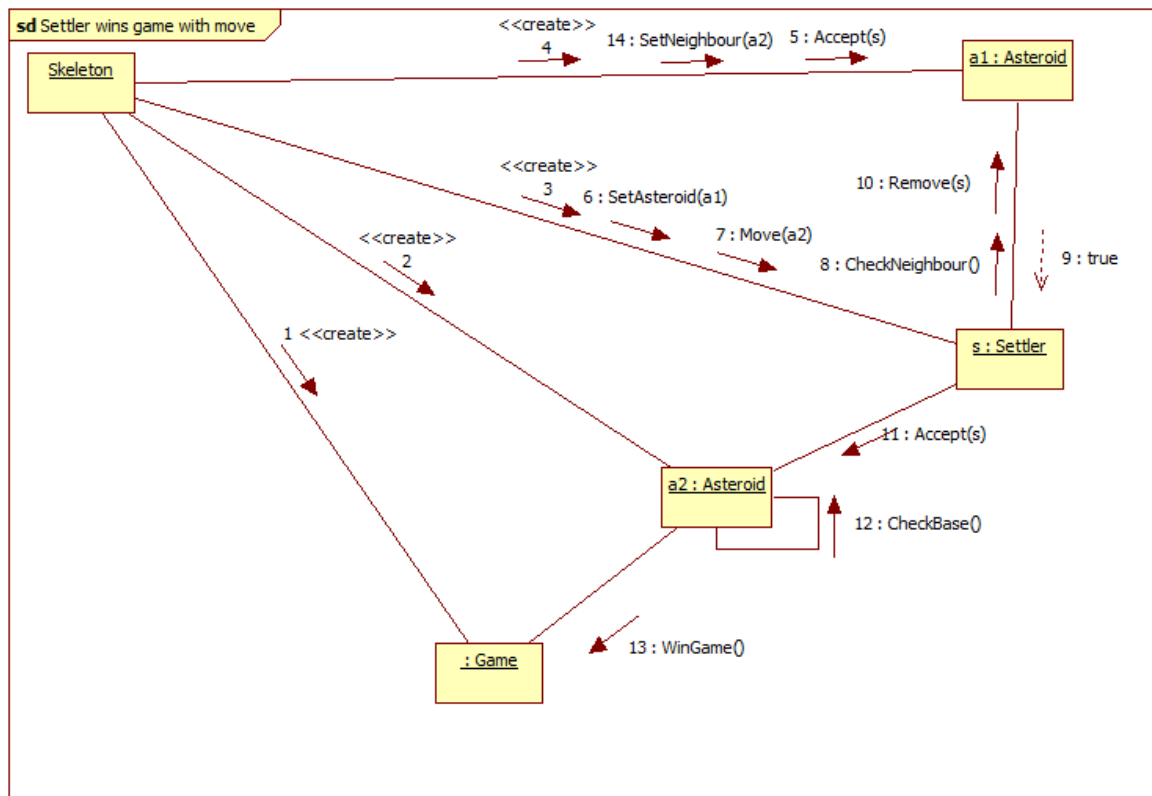 sd Settler wins game with move
<<create>>
4
14 : SetNeighbour(a2)
5 : Accept(s)
Skeleton
a1 : Asteroid
<<create>>
3
6 : SetAsteroid(a1)
10 : Remove(s)
<<create>>
2
7 : Move(a2)
8 : CheckNeighbour()
9 : true
1 <<create>>
s : Settler
11 : Accept(s)
a2 : Asteroid
12 : CheckBase()
13 : WinGame()
: Game